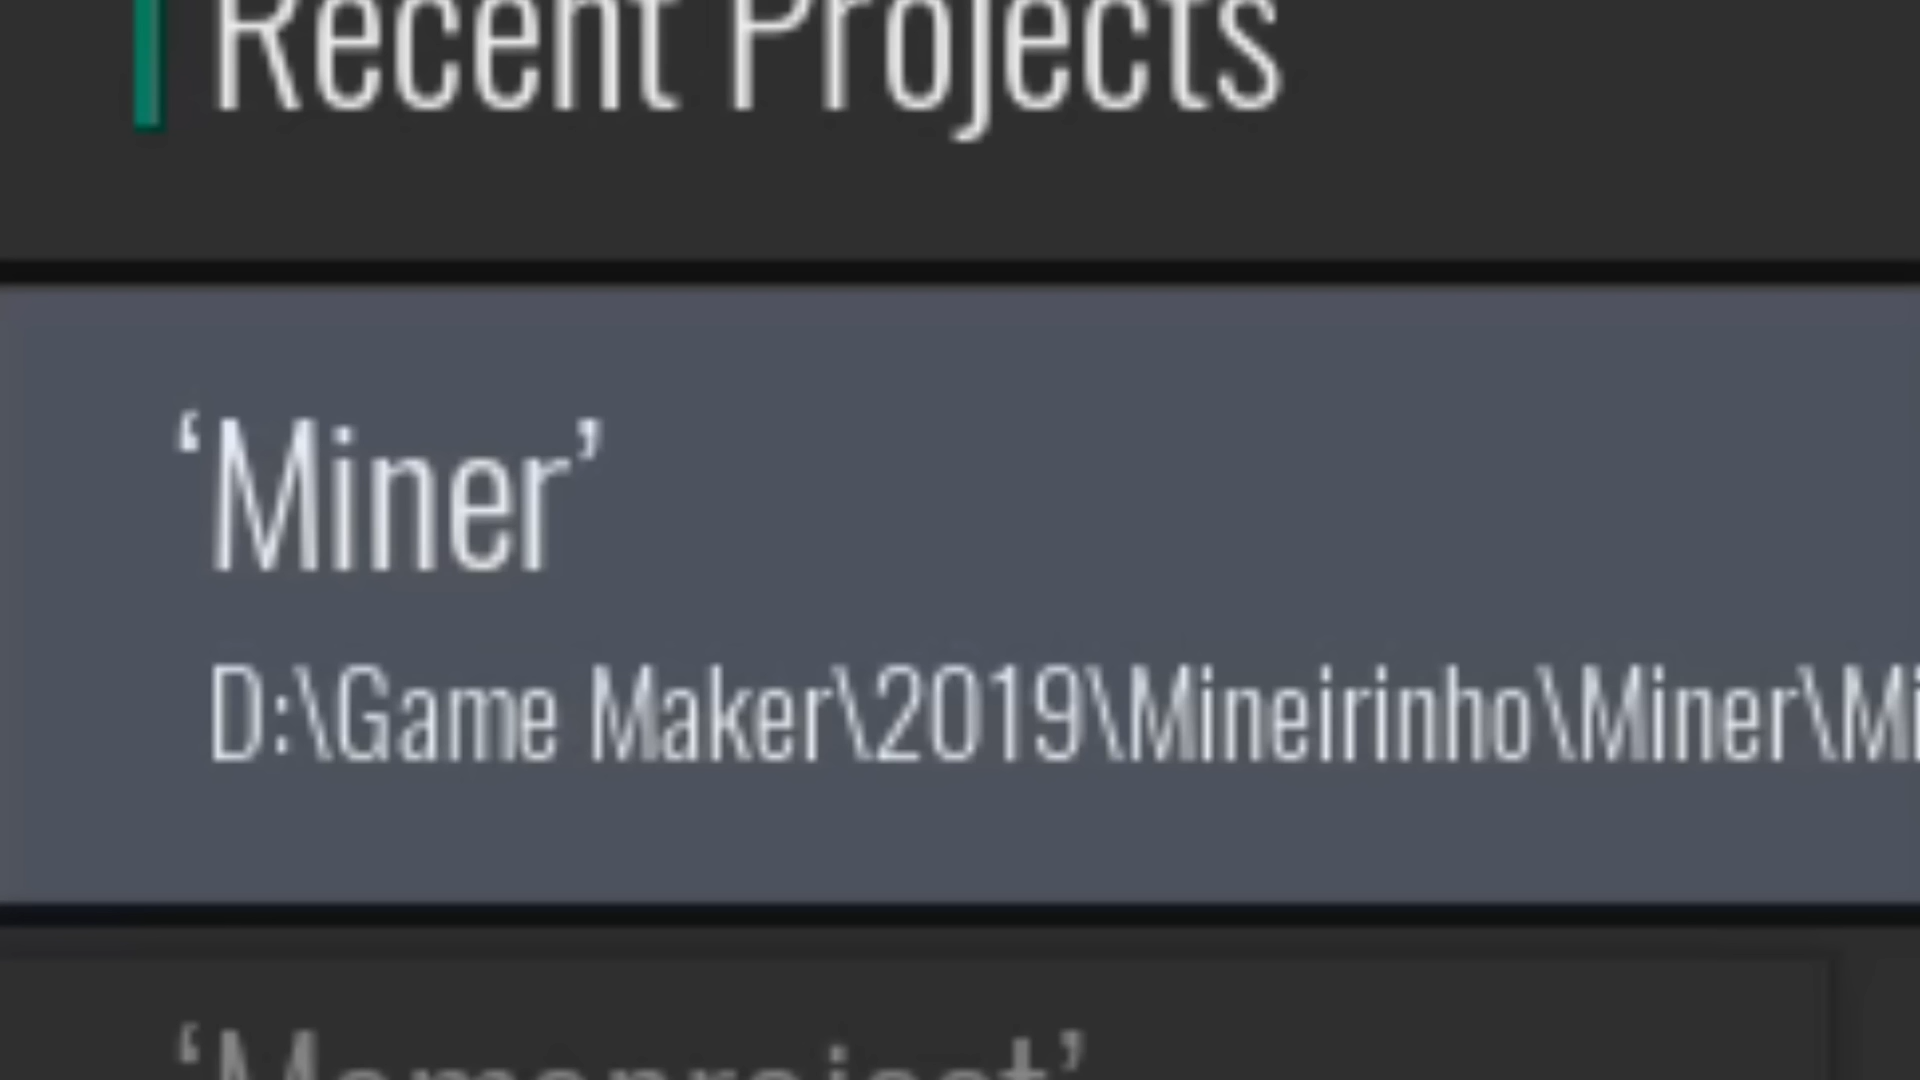 Recent Projects
‘Miner’
D:\Game Maker\2019\Mineirinho\Miner\Mi